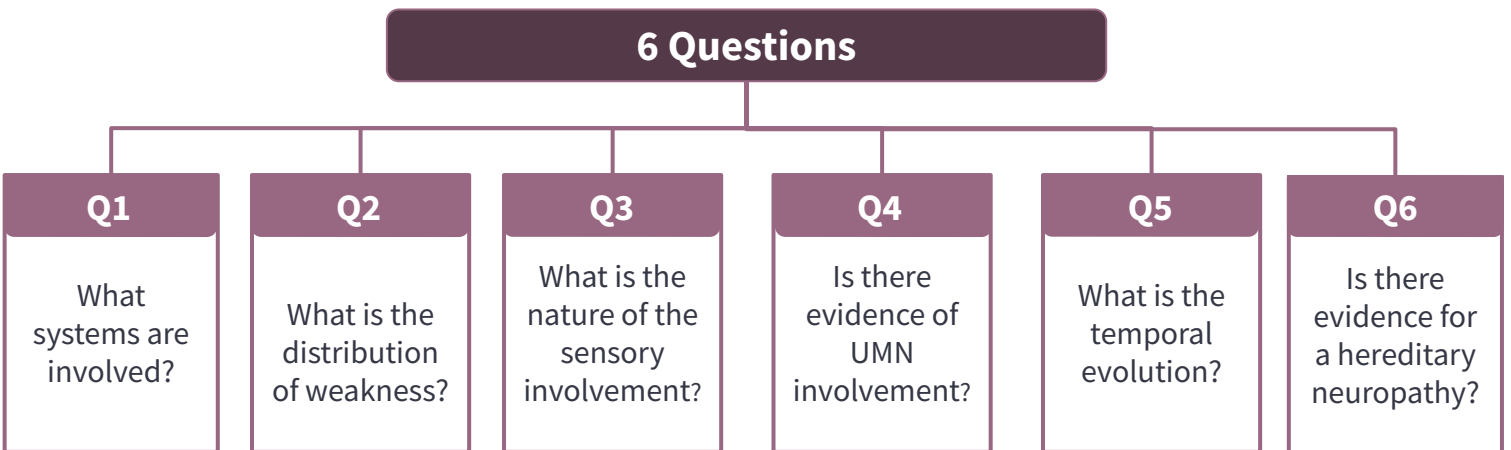 6 Questions
Q1
What
systems are
involved?
Q2
What is the
distribution
of weakness?
Q3
What is the
nature of the
sensory
involvement?
Q4
Is there
evidence of
UMN
involvement?
Q5
What is the
temporal
evolution?
Q6
Is there
evidence for
a hereditary
neuropathy?